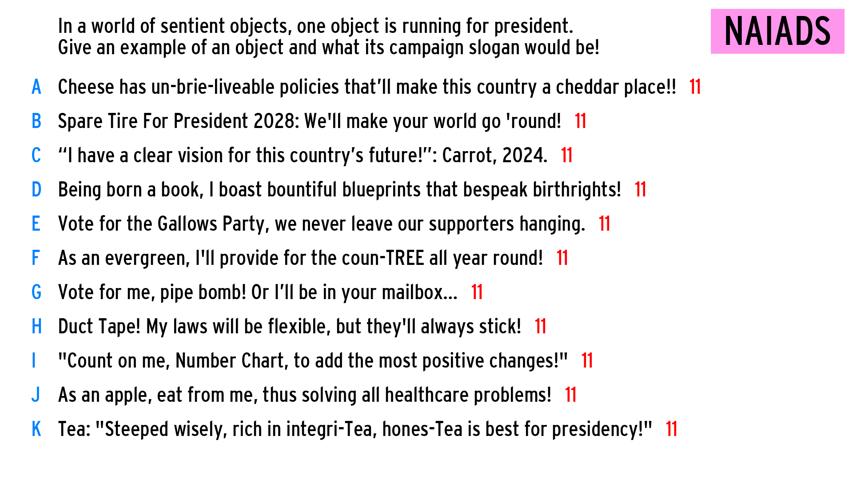 In a world of sentient objects, one object is running for president.
Give an example of an object and what its campaign slogan would be!
NAIADS
A Cheese has un-brie-liveable policies that'll make this country a cheddar place!! 11
B Spare Tire For President 2028: We'll make your world go 'round! 11
C “I have a clear vision for this country’s future!”: Carrot, 2024. 11
D Being born a book, I boast bountiful blueprints that bespeak birthrights! 11
E Vote for the Gallows Party, we never leave our supporters hanging. 11
F As an evergreen, I'll provide for the coun-TREE all year round! 11
G Vote for me, pipe bomb! Or I’ll be in your mailbox... 11
H Duct Tape! My laws will be flexible, but they'll always stick! 11
I "Count on me, Number Chart, to add the most positive changes!" 11
J As an apple, eat from me, thus solving all healthcare problems! 11
K Tea: "Steeped wisely, rich in integri-Tea, hones-Tea is best for presidency!" 11